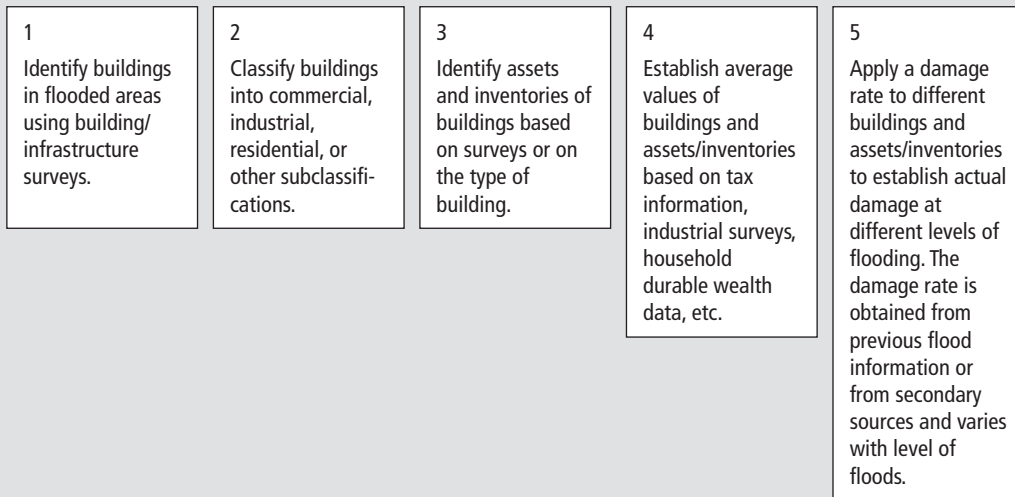 1
Identify buildings
in flooded areas
using building/
infrastructure
surveys.
2
Classify buildings
into commercial,
industrial,
residential, or
other subclassifi-
cations.
3
Identify assets
and inventories of
buildings based
on surveys or on
the type of
building.
4
Establish average
values of
buildings and
assets/inventories
based on tax
information,
industrial surveys,
household
durable wealth
data, etc.
5
Apply a damage
rate to different
buildings and
assets/inventories
to establish actual
damage at
different levels of
flooding. The
damage rate is
obtained from
previous flood
information or
from secondary
sources and varies
with level of
floods.